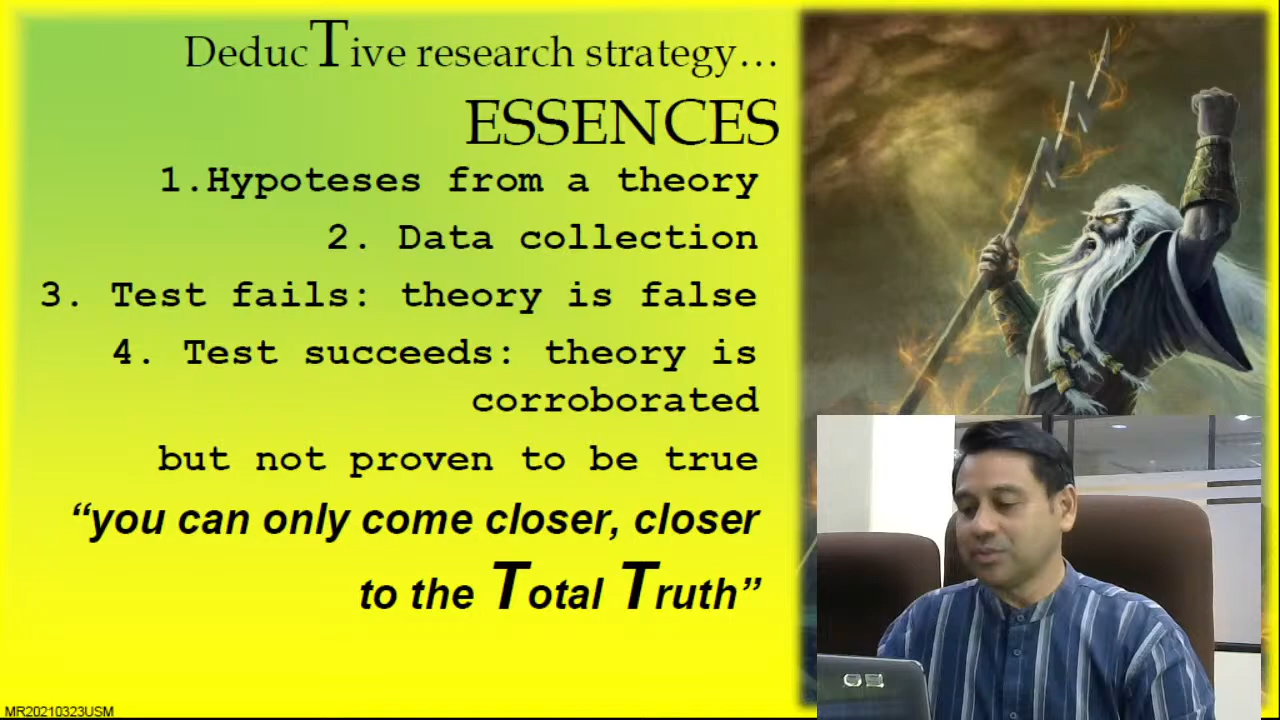 DeducTive research strategy...
ESSENCES
1.Hypoteses from a theory
2. Data collection
3. Test fails: theory is false
4. Test succeeds: theory is
corroborated
but not proven to be true
“you can only come closer, closer
to the Total Truth”
MR20210323USM